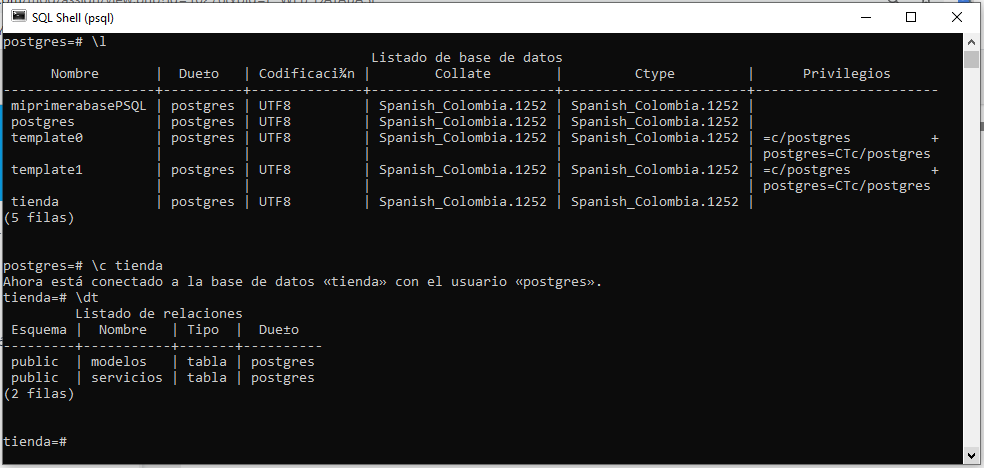 SQL Shell (psql)
postgres=# \l
Listado de base de datos
Nombre | Due±o | Codificaci¾n | Collate | Ctype | Privilegios
----------------+----------+--------------+-----------------------+-----------------------+-----------------------
miprimerabasePSQL | postgres | UTF8 | Spanish_Colombia.1252 | Spanish_Colombia.1252 |
postgres | postgres | UTF8 | Spanish_Colombia.1252 | Spanish_Colombia.1252 |
template0 | postgres | UTF8 | Spanish_Colombia.1252 | Spanish_Colombia.1252 | =c/postgres +
| | | | | postgres=CTc/postgres
template1 | postgres | UTF8 | Spanish_Colombia.1252 | Spanish_Colombia.1252 | =c/postgres +
| | | | | postgres=CTc/postgres
tienda | postgres | UTF8 | Spanish_Colombia.1252 | Spanish_Colombia.1252 |
(5 filas)
postgres=# \c tienda
Ahora está conectado a la base de datos «tienda» con el usuario «postgres».
tienda=# \dt
Listado de relaciones
Esquema | Nombre | Tipo | Due±o
---------+-----------+-------+----------
public | modelos | tabla | postgres
public | servicios | tabla | postgres
(2 filas)
tienda=#